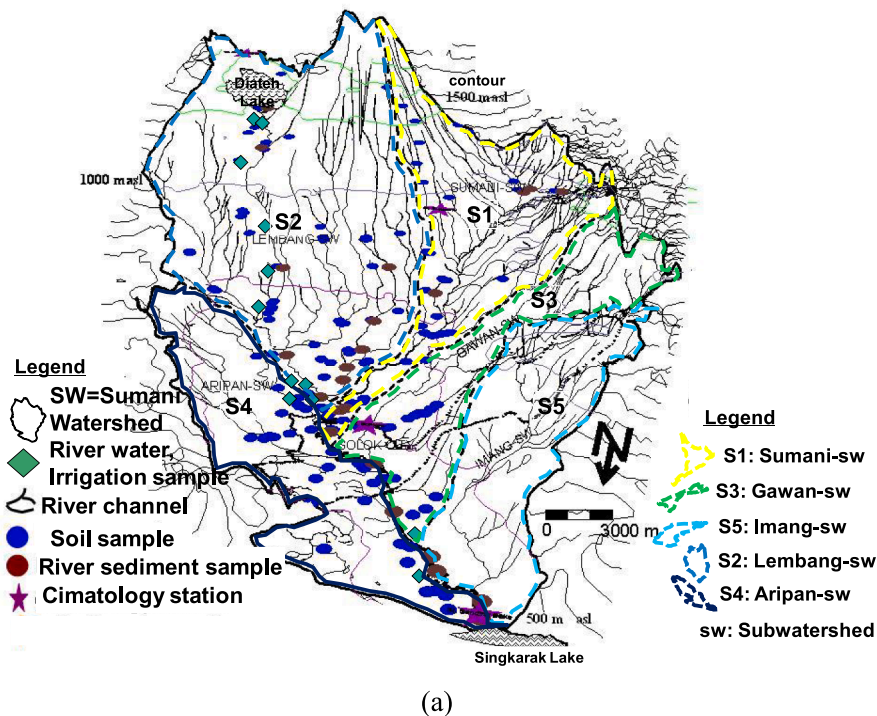 contour
1500 masl
Diateh
Lake
1000 masl
SUMANI-SW
S1
S2
LEMBANG-SW
S3
GAWAN-SW
Legend
SW=Sumani
Watershed
River water,
Irrigation sample
River channel
Soil sample
River sediment sample
Cimatology station
ARIPAN-SW
S4
S5
SOLOK CITY
IMANG-SW
N
0 3000 m
Legend
S1: Sumani-sw
S3: Gawan-sw
S5: Imang-sw
S2: Lembang-sw
S4: Aripan-sw
sw: Subwatershed
500 m asl
Singkarak Lake
(a)